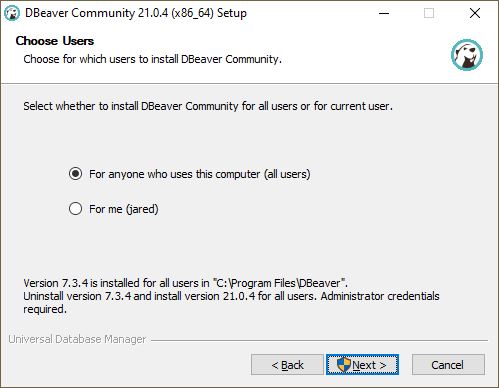 DBeaver Community 21.0.4 (x86_64) Setup
Choose Users
Choose for which users to install DBeaver Community.
Select whether to install DBeaver Community for all users or for current user.
For anyone who uses this computer (all users)
For me (jared)
Version 7.3.4 is installed for all users in "C:\Program Files\DBeaver".
Uninstall version 7.3.4 and install version 21.0.4 for all users. Administrator credentials
required.
Universal Database Manager
< Back
Next >
Cancel